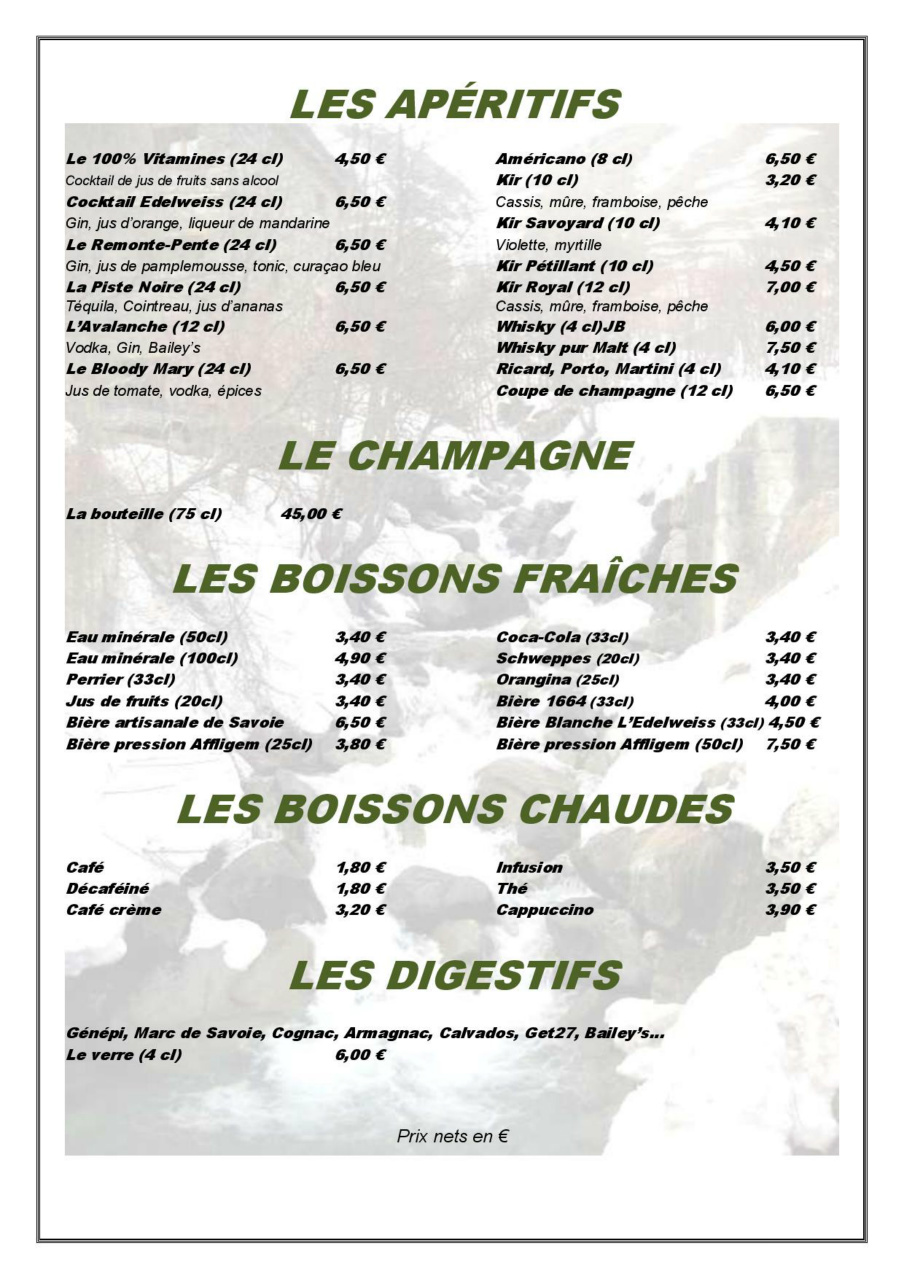 LES APÉRITIFS
Le 100% Vitamines (24 cl) 4,50 €
Cocktail de jus de fruits sans alcool
Cocktail Edelweiss (24 cl) 6,50 €
Gin, jus d'orange, liqueur de mandarine
Le Remonte-Pente (24 cl) 6,50 €
Gin, jus de pamplemousse, tonic, curaçao bleu
La Piste Noire (24 cl) 6,50 €
Téquila, Cointreau, jus d'ananas
L'Avalanche (12 cl) 6,50 €
Vodka, Gin, Bailey's
Le Bloody Mary (24 cl) 6,50 €
Jus de tomate, vodka, épices
Américano (8 cl) 6,50 €
Kir (10 cl) 3,20 €
Cassis, mûre, framboise, pêche
Kir Savoyard (10 cl) 4,10 €
Violette, myrtille
Kir Pétillant (10 cl) 4,50 €
Kir Royal (12 cl) 7,00 €
Cassis, mûre, framboise, pêche
Whisky (4 cl)JB 6,00 €
Whisky pur Malt (4 cl) 7,50 €
Ricard, Porto, Martini (4 cl) 4,10 €
Coupe de champagne (12 cl) 6,50 €
LE CHAMPAGNE
La bouteille (75 cl) 45,00 €
LES BOISSONS FRAÎCHES
Eau minérale (50cl) 3,40 €
Eau minérale (100cl) 4,90 €
Perrier (33cl) 3,40 €
Jus de fruits (20cl) 3,40 €
Bière artisanale de Savoie 6,50 €
Bière pression Affligem (25cl) 3,80 €
Coca-Cola (33cl) 3,40 €
Schweppes (20cl) 3,40 €
Orangina (25cl) 3,40 €
Bière 1664 (33cl) 4,00 €
Bière Blanche L'Edelweiss (33cl) 4,50 €
Bière pression Affligem (50cl) 7,50 €
LES BOISSONS CHAUDES
Café 1,80 €
Décaféiné 1,80 €
Café crème 3,20 €
Infusion 3,50 €
Thé 3,50 €
Cappuccino 3,90 €
LES DIGESTIFS
Génépi, Marc de Savoie, Cognac, Armagnac, Calvados, Get27, Bailey's...
Le verre (4 cl) 6,00 €
Prix nets en €